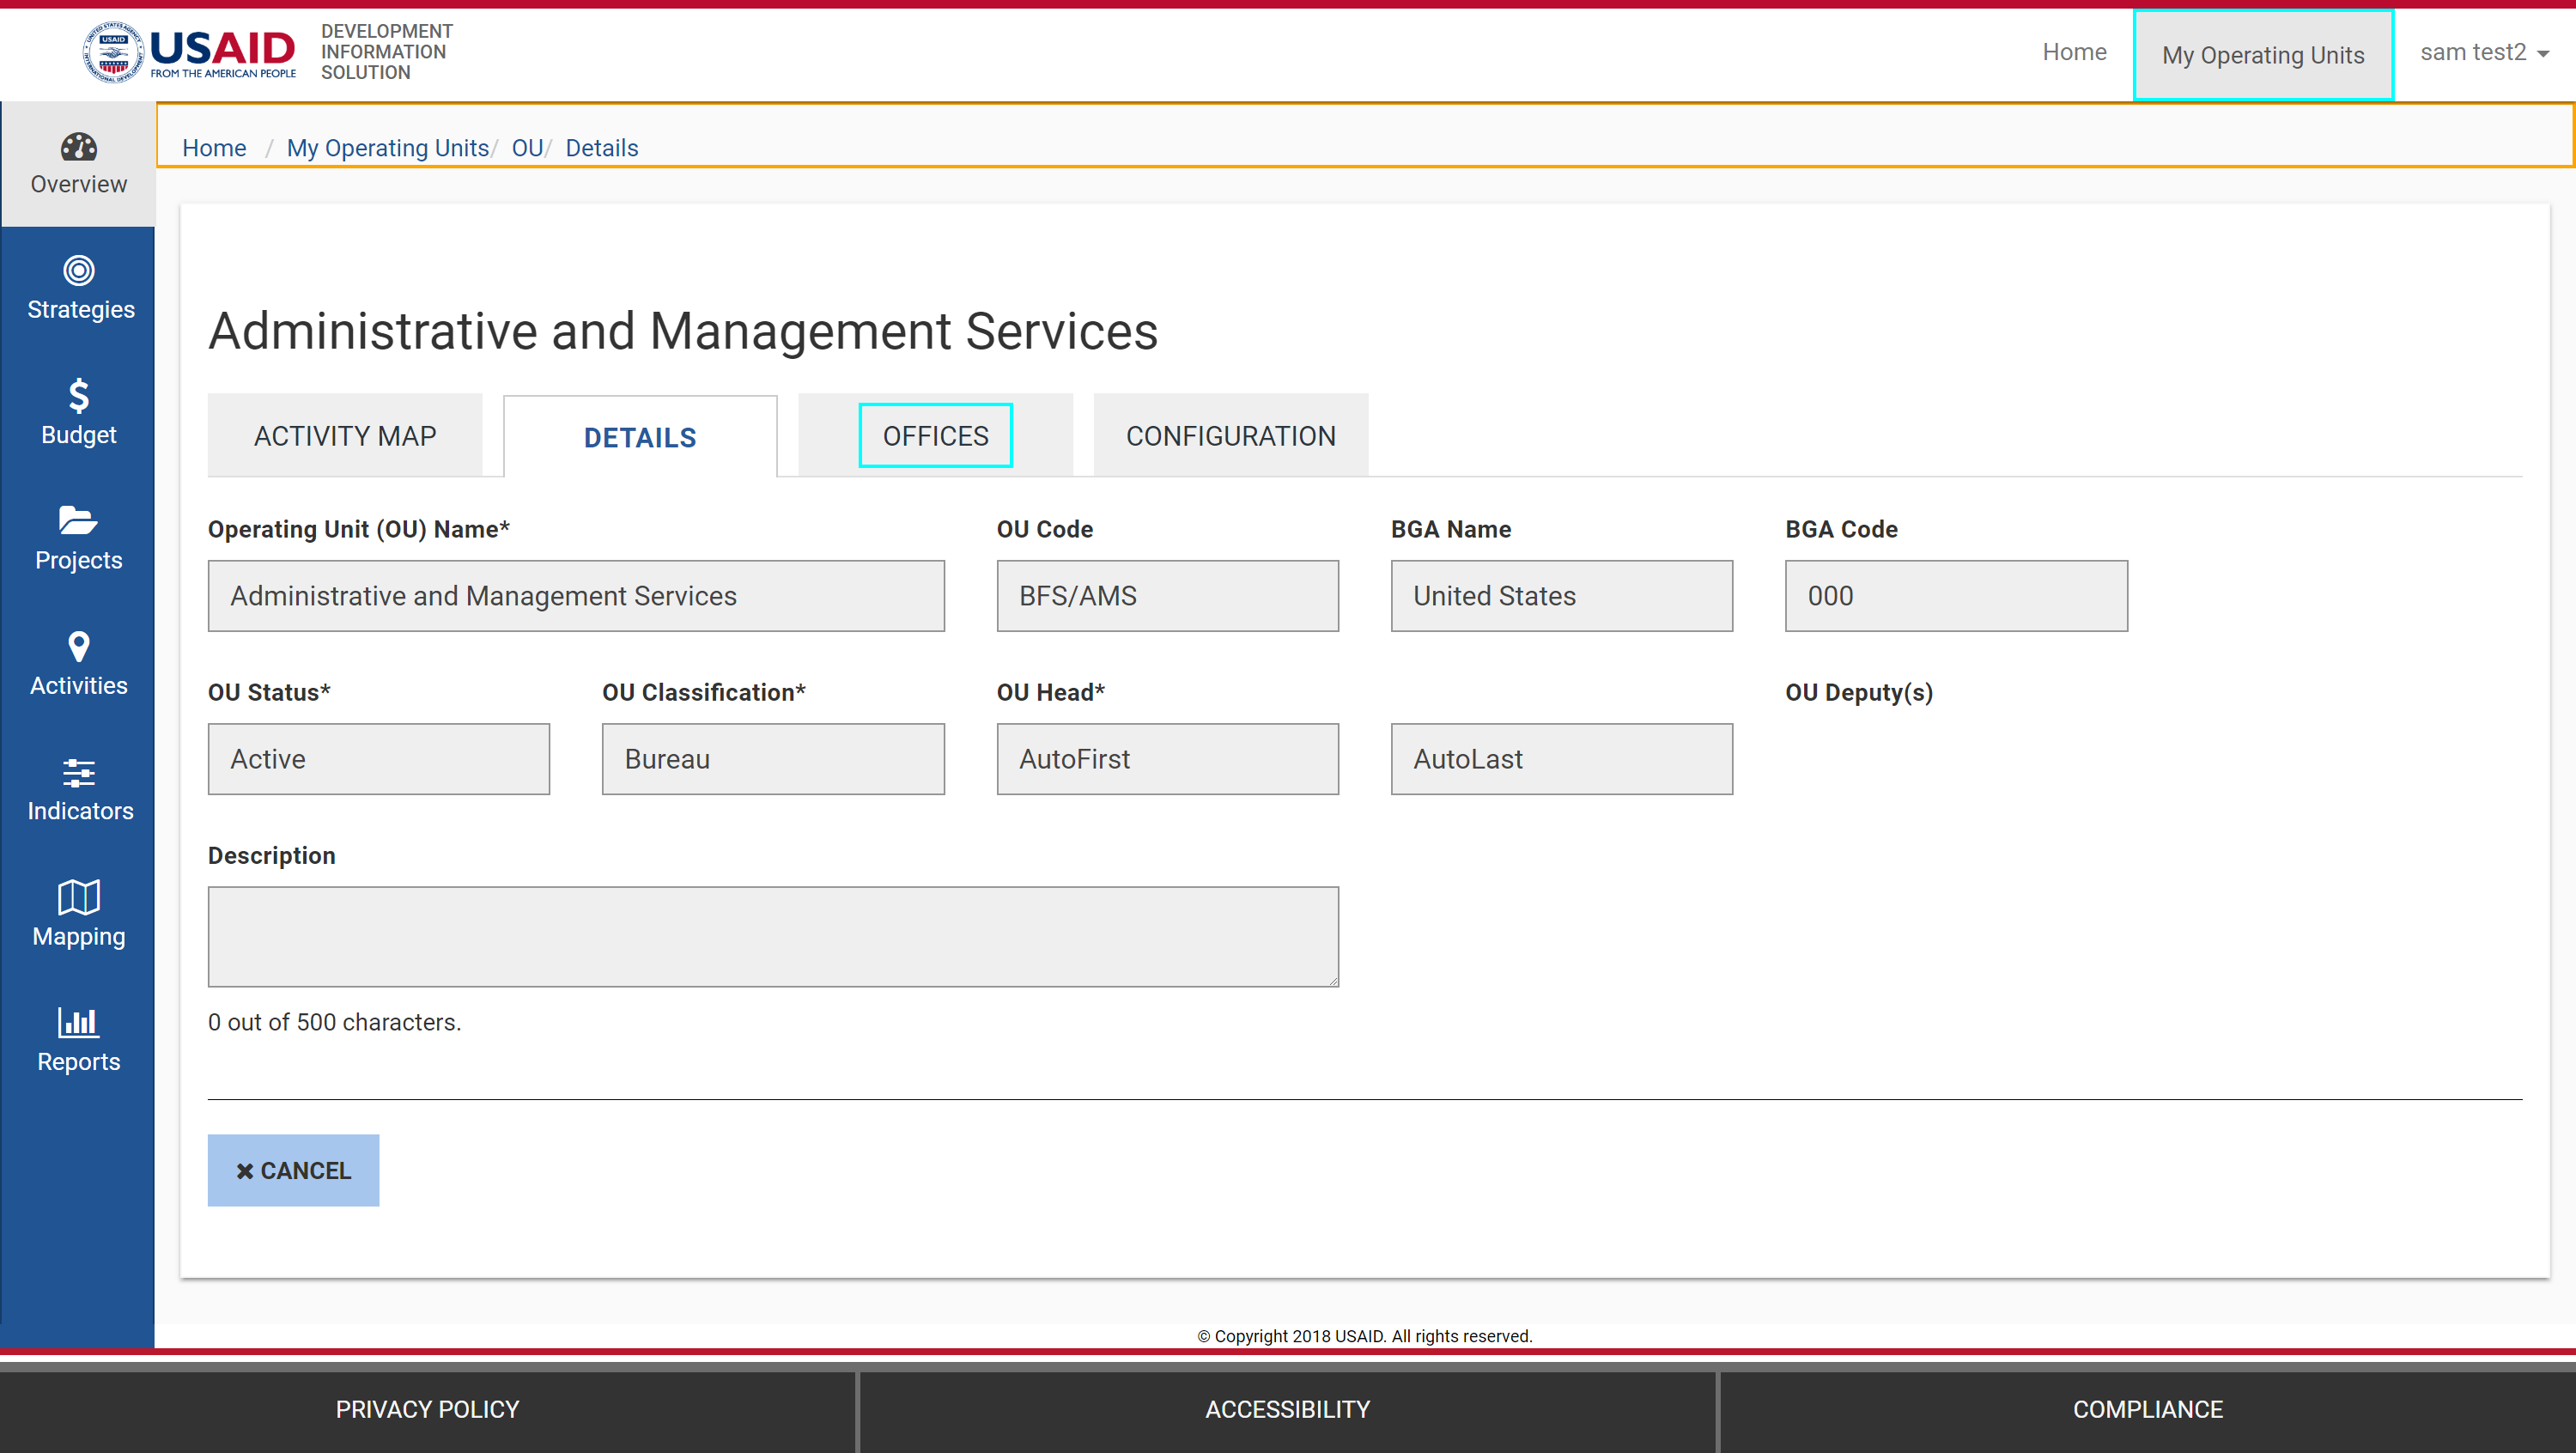 USAID
FROM THE AMERICAN PEOPLE
DEVELOPMENT
INFORMATION
SOLUTION
Home
My Operating Units
sam test2
Home / My Operating Units/ OU/ Details
Overview
Strategies
Budget
Projects
Activities
Indicators
Mapping
Reports
Administrative and Management Services
ACTIVITY MAP
DETAILS
OFFICES
CONFIGURATION
Operating Unit (OU) Name*
OU Code
BGA Name
BGA Code
Administrative and Management Services
BFS/AMS
United States
000
OU Status*
OU Classification*
OU Head*
OU Deputy(s)
Active
Bureau
AutoFirst
AutoLast
Description
0 out of 500 characters.
CANCEL
© Copyright 2018 USAID. All rights reserved.
PRIVACY POLICY
ACCESSIBILITY
COMPLIANCE